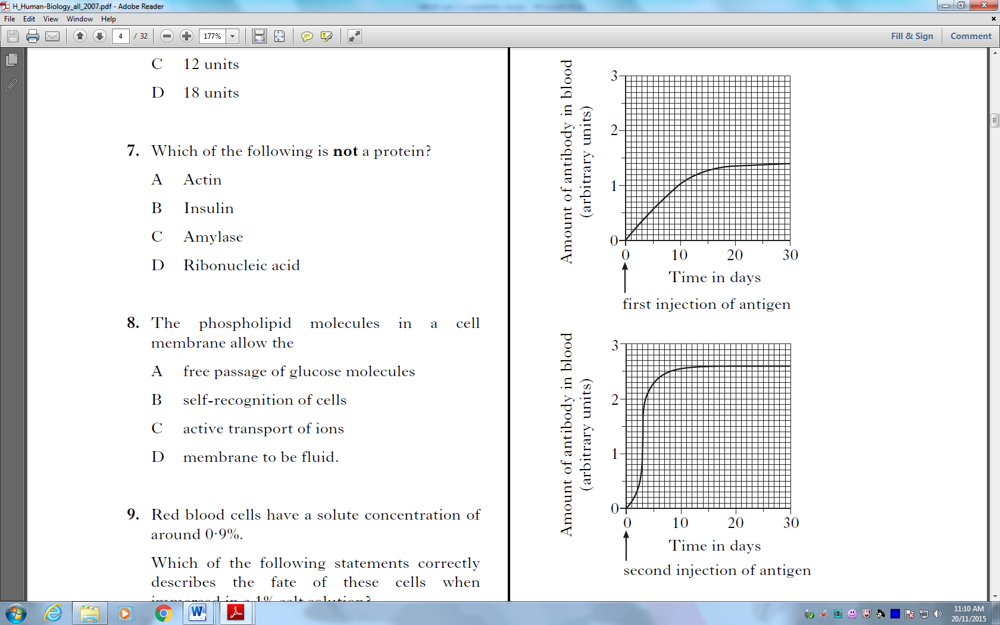 H_Human-Biology_all_2007.pdf - Adobe Reader
File Edit View Window Help
4 / 32 177% Fill & Sign Comment
C 12 units
D 18 units
7. Which of the following is not a protein?
A Actin
B Insulin
C Amylase
D Ribonucleic acid
8. The phospholipid molecules in a cell
membrane allow the
A free passage of glucose molecules
B self-recognition of cells
C active transport of ions
D membrane to be fluid.
9. Red blood cells have a solute concentration of
around 0·9%.
Which of the following statements correctly
describes the fate of these cells when
immersed in a 1% salt solution?
Amount of antibody in blood
(arbitrary units)
3
2
1
0
0 10 20 30
Time in days
first injection of antigen
Amount of antibody in blood
(arbitrary units)
3
2
1
0
0 10 20 30
Time in days
second injection of antigen
11:10 AM
20/11/2015